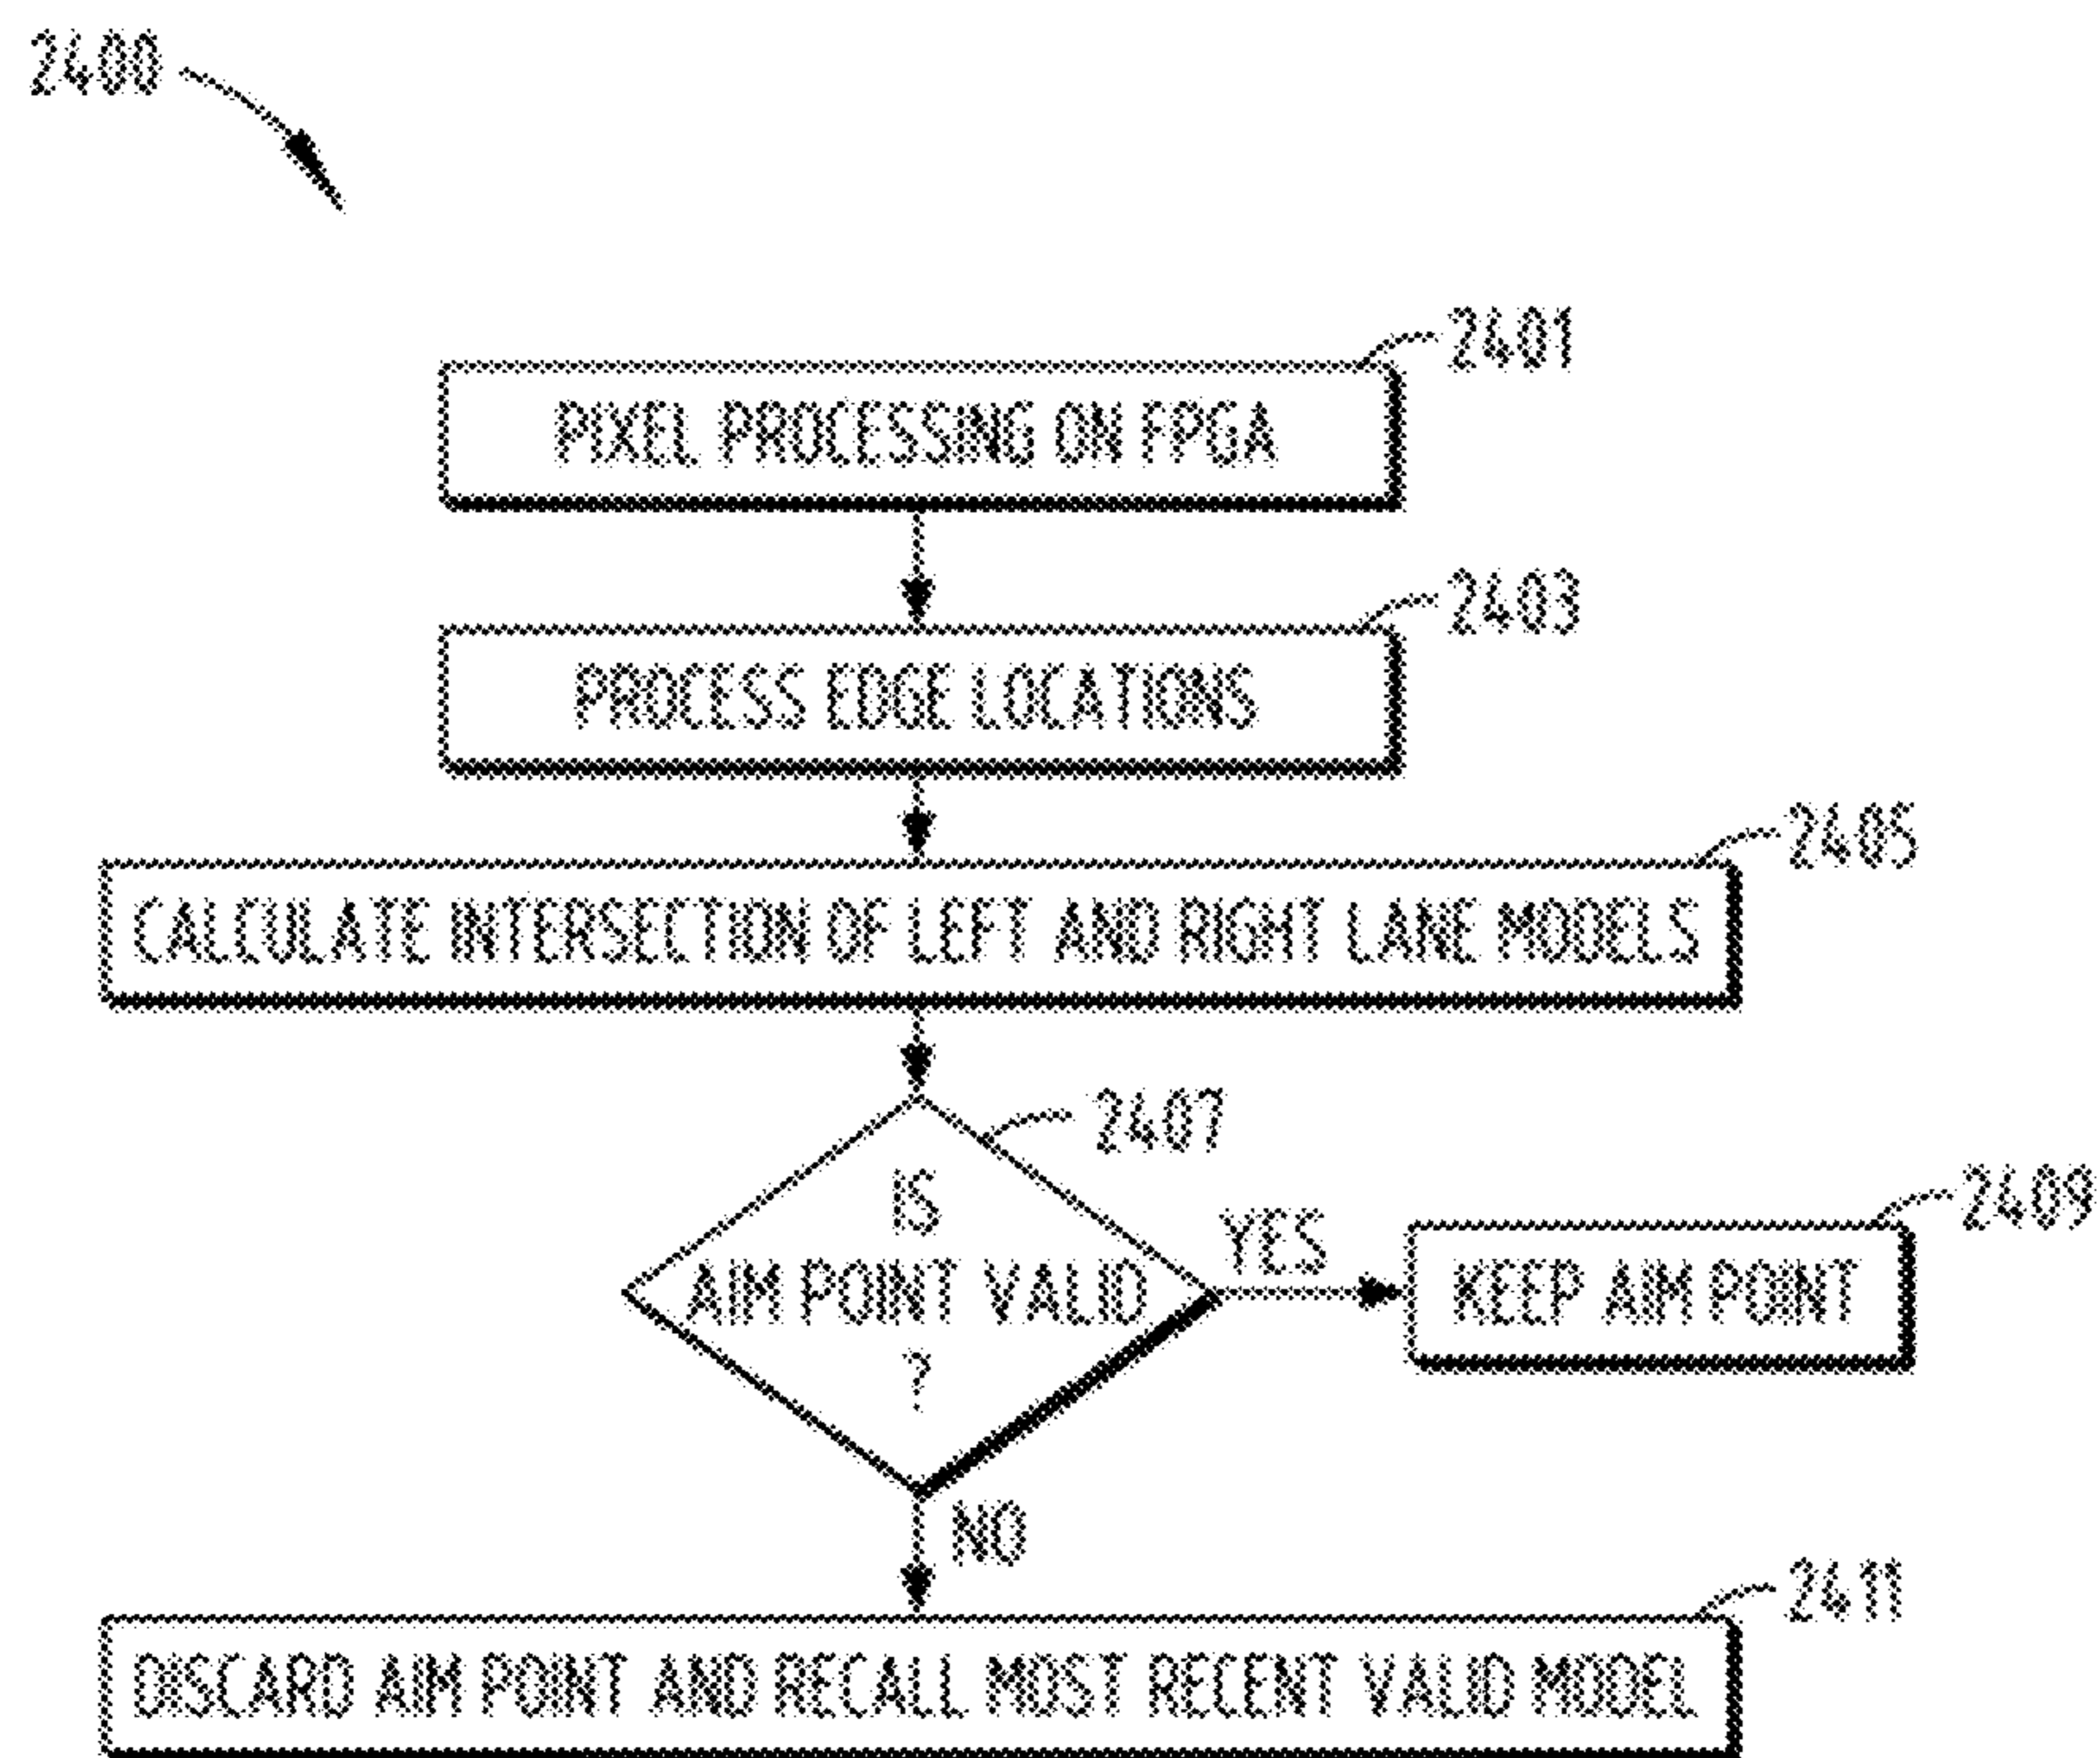 2400
2401
PIXEL PROCESSING ON FPGA
2403
PROCESS EDGE LOCATIONS
2405
CALCULATE INTERSECTION OF LEFT AND RIGHT LANE MODELS
2407
IS
AIM POINT VALID
?
YES
2409
KEEP AIM POINT
NO
2411
DISCARD AIM POINT AND RECALL MOST RECENT VALID MODEL